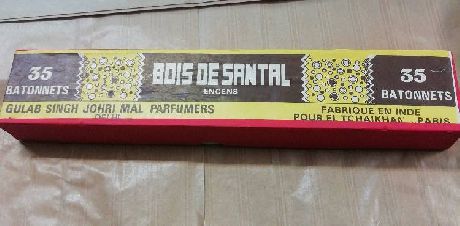 35
BATONNETS
BOIS DE SANTAL
ENCENS
35
BATONNETS
GULAB SINGH JOHRI MAL PARFUMERS
DELHI
FABRIQUE EN INDE
POUR EL TCHAIKHAN PARIS